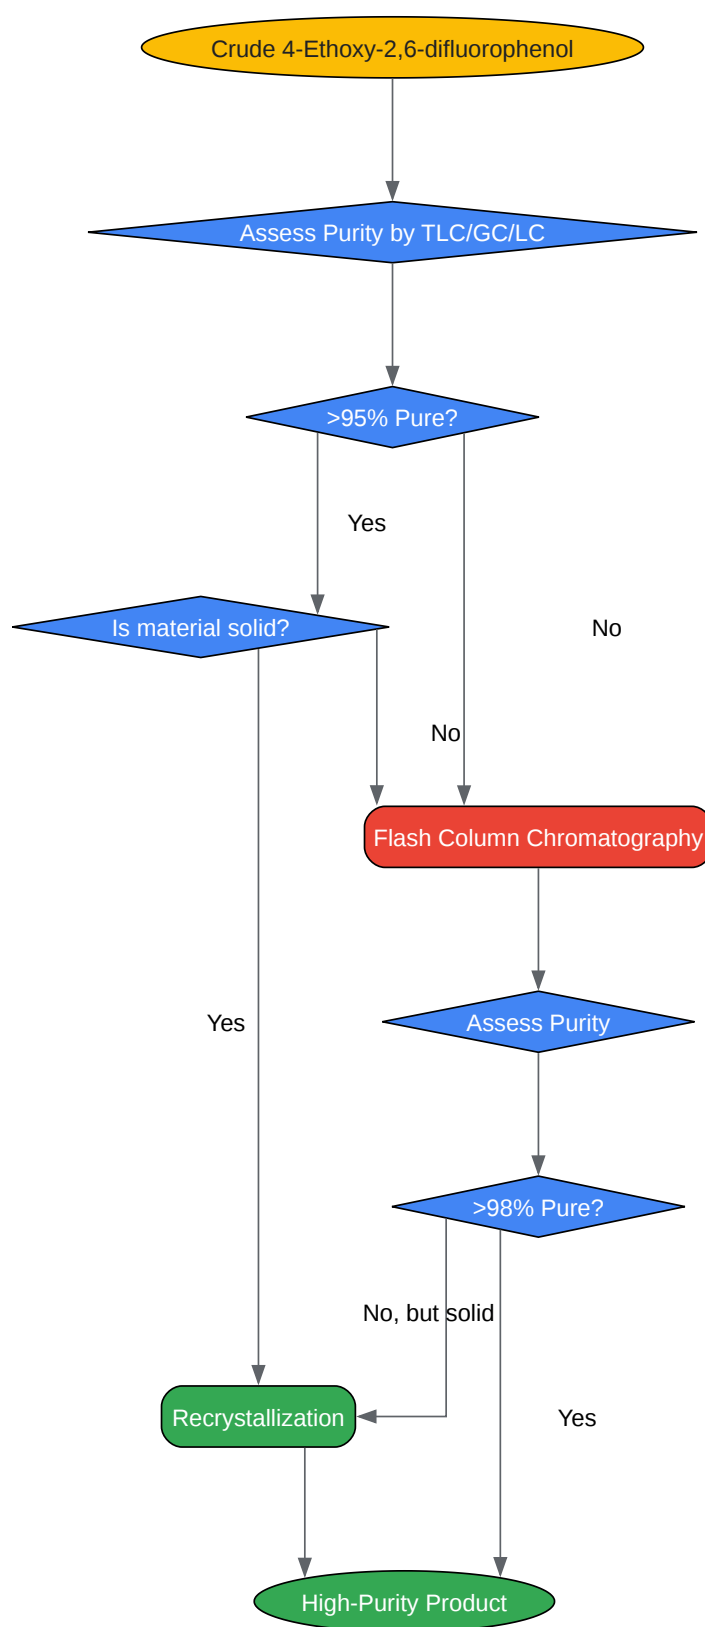 Crude 4-Ethoxy-2,6-difluorophenol
Assess Purity by TLC/GC/LC
>95% Pure?
Yes
Is material solid?
No
No
Flash Column Chromatography
Yes
Assess Purity
>98% Pure?
No, but solid
Recrystallization
Yes
High-Purity Product